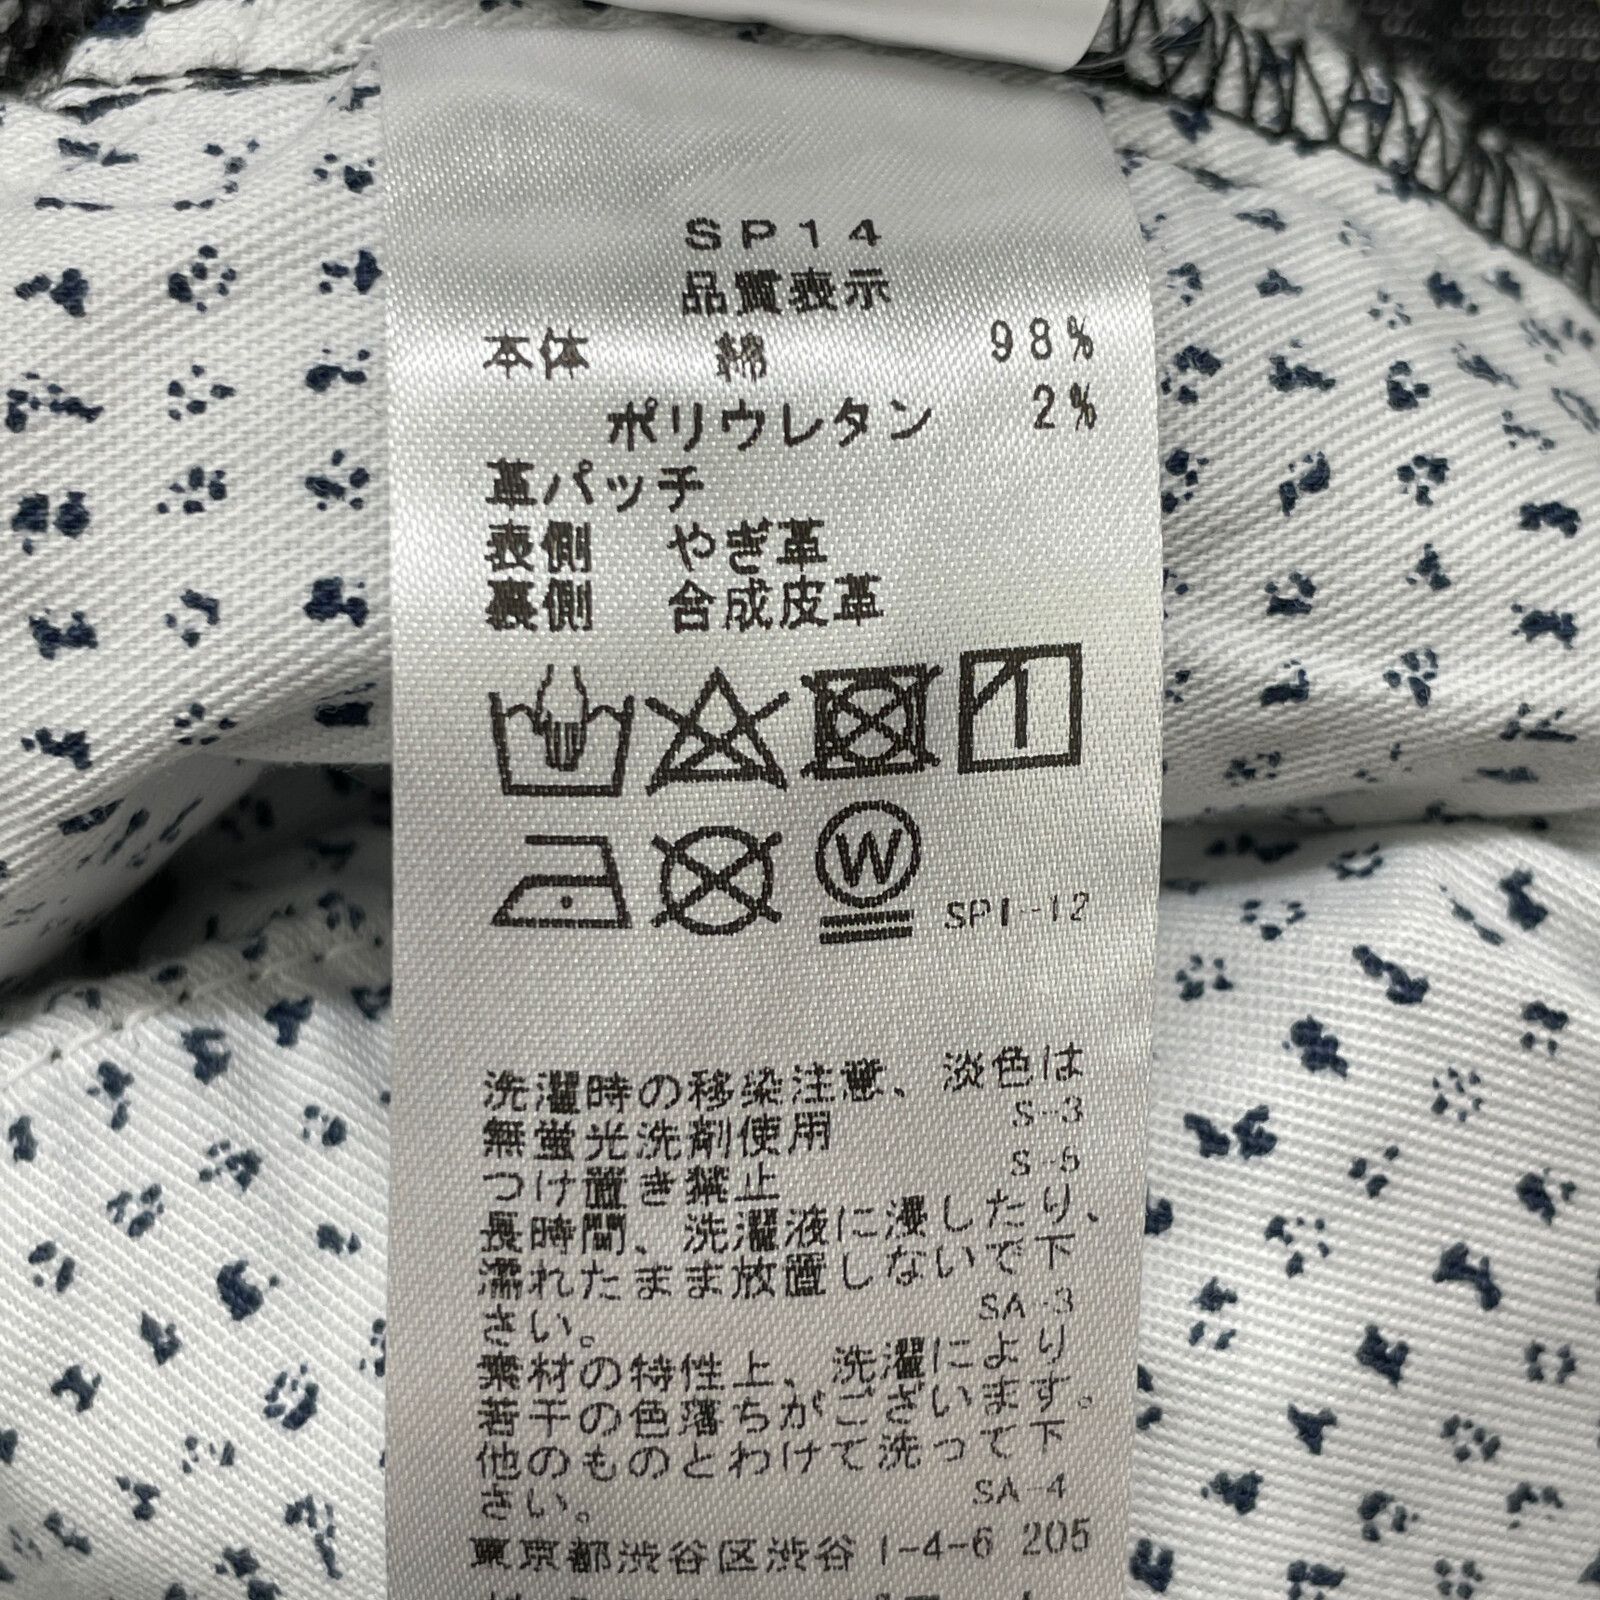 SP14
品質表示
本体 綿 98%
ポリウレタン 2%
革パッチ
表側 やぎ革
裏側 合成皮革
W
SP1-12
洗濯時の移染注意、淡色は
S-3
無蛍光洗剤使用
S-5
つけ置き禁止
長時間、洗濯液に浸したり、
濡れたまま放置しないで下
さい。
SA-3
素材の特性上、洗濯により
若干の色落ちがございます。
他のものとわけて洗って下
さい。
SA-4
東京都渋谷区渋谷 1-4-6 205